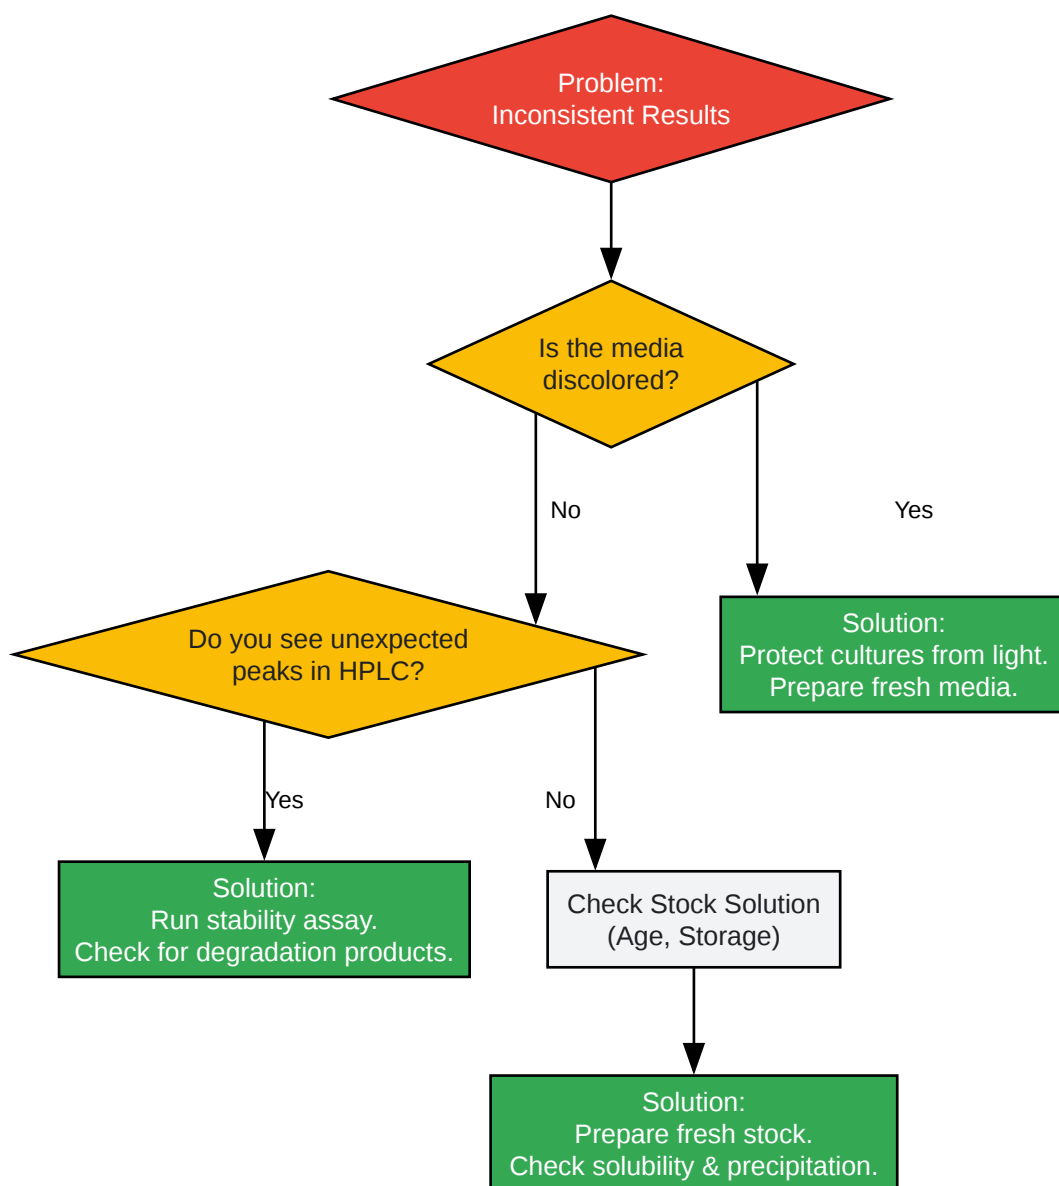 Problem:
Inconsistent Results
Is the media
discolored?
No
Yes
Do you see unexpected
peaks in HPLC?
Solution:
Protect cultures from light.
Prepare fresh media.
Yes
No
Solution:
Run stability assay.
Check for degradation products.
Check Stock Solution
(Age, Storage)
Solution:
Prepare fresh stock.
Check solubility & precipitation.